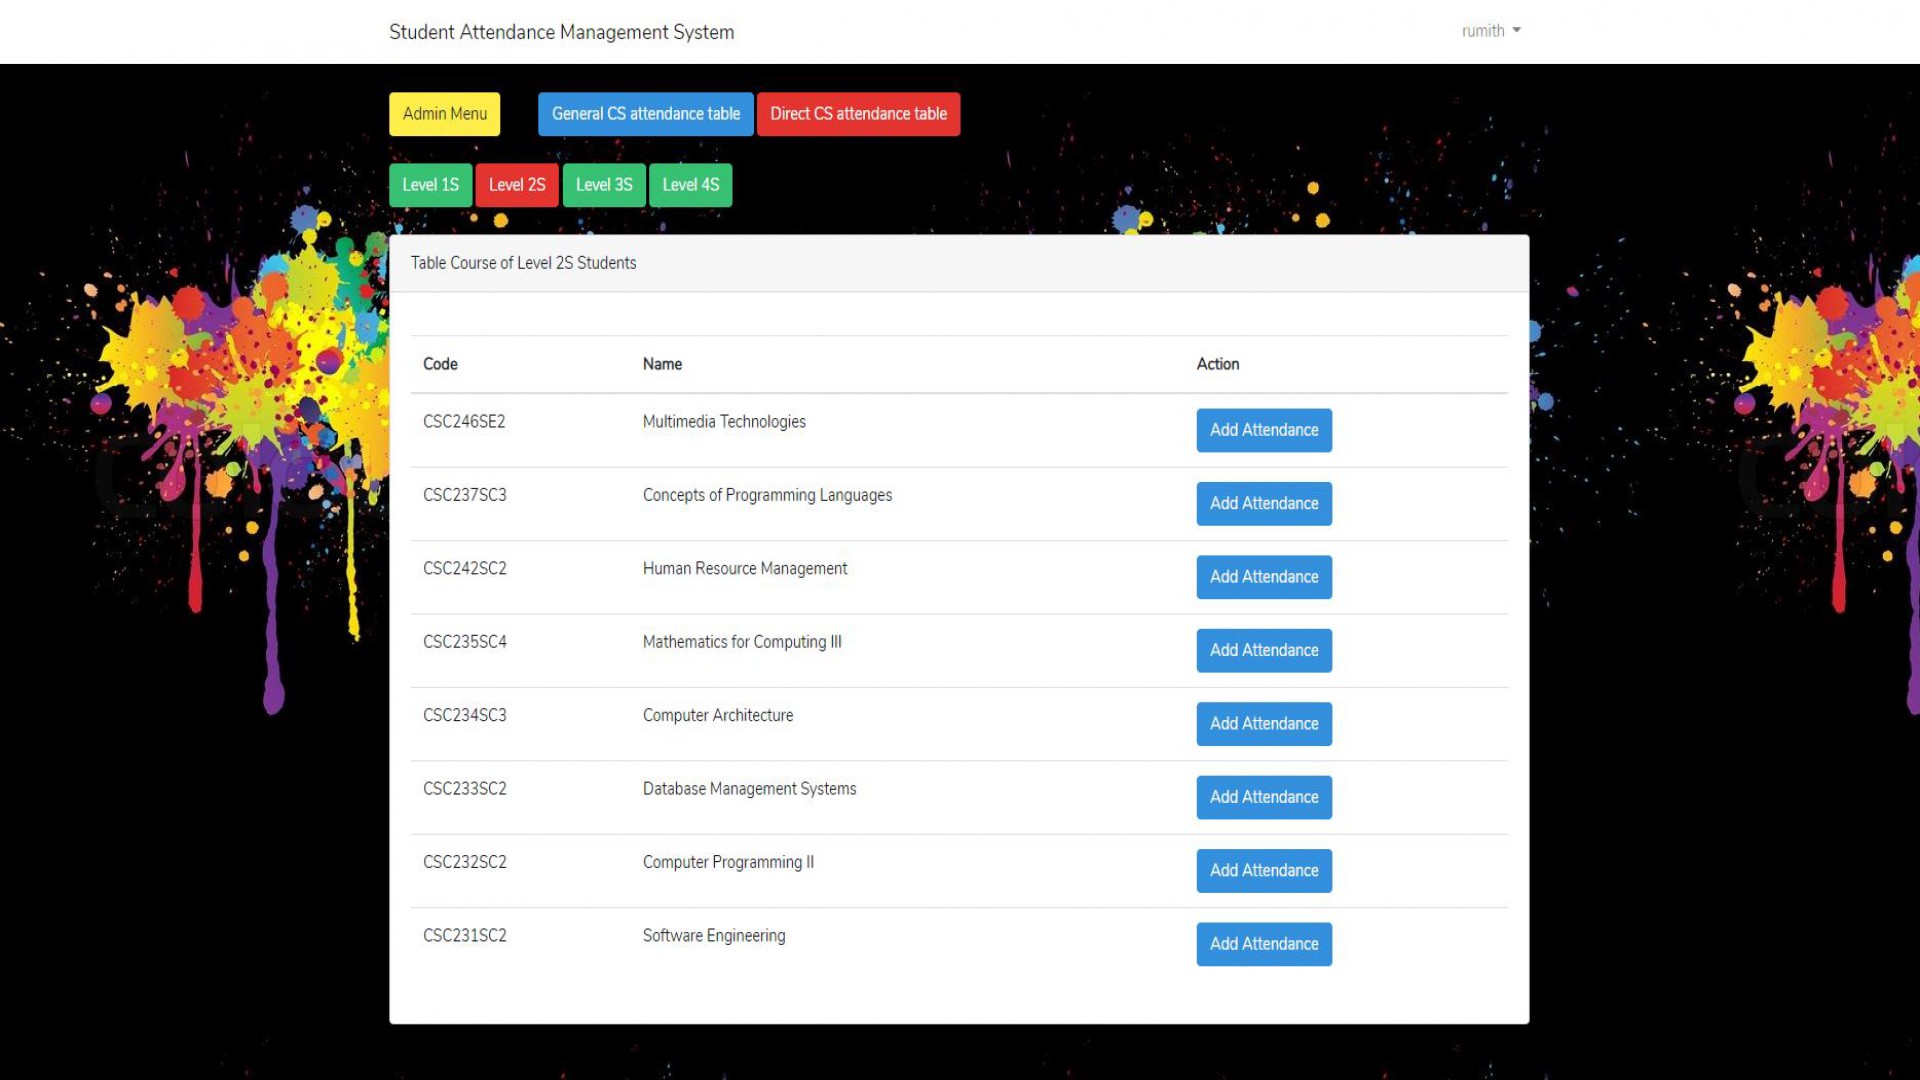 Student Attendance Management System
rumith
Admin Menu General CS attendance table Direct CS attendance table
Level 1S Level 2S Level 3S Level 4S
Table Course of Level 2S Students
Code Name Action
CSC246SE2 Multimedia Technologies Add Attendance
CSC237SC3 Concepts of Programming Languages Add Attendance
CSC242SC2 Human Resource Management Add Attendance
CSC235SC4 Mathematics for Computing III Add Attendance
CSC234SC3 Computer Architecture Add Attendance
CSC233SC2 Database Management Systems Add Attendance
CSC232SC2 Computer Programming II Add Attendance
CSC231SC2 Software Engineering Add Attendance